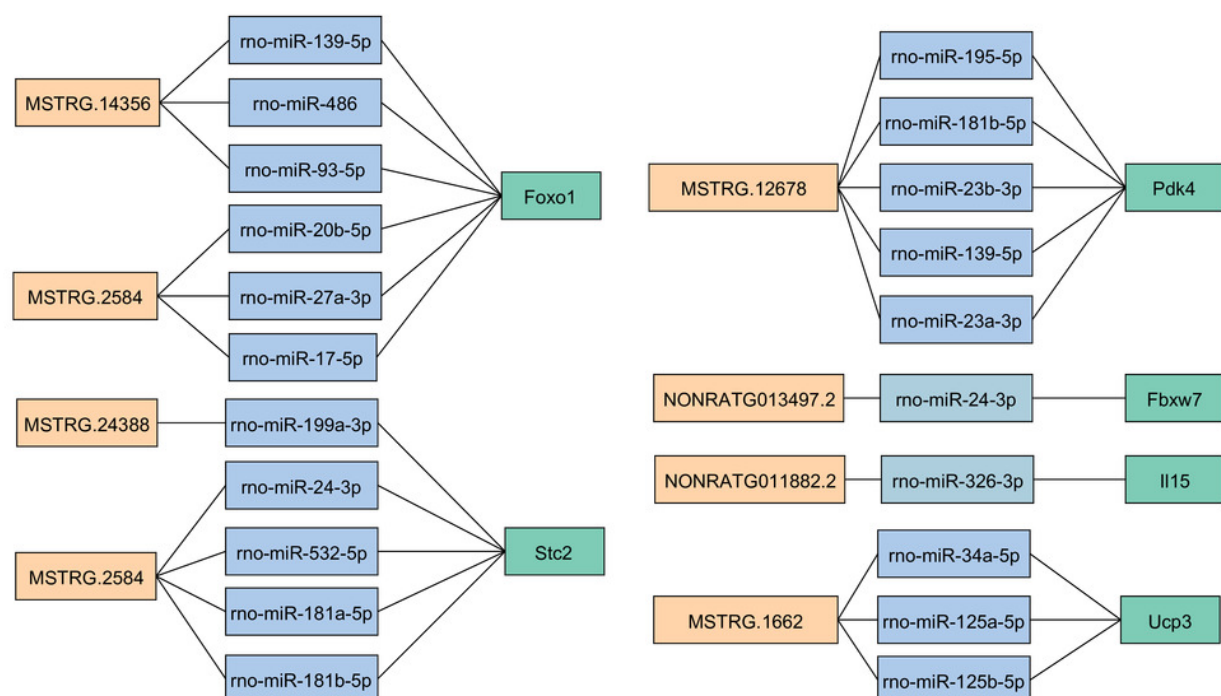 MSTRG.14356
rno-miR-139-5p
rno-miR-486
rno-miR-93-5p
MSTRG.2584
rno-miR-20b-5p
rno-miR-27a-3p
rno-miR-17-5p
Foxo1
MSTRG.24388
rno-miR-199a-3p
MSTRG.2584
rno-miR-24-3p
rno-miR-532-5p
rno-miR-181a-5p
rno-miR-181b-5p
Stc2
MSTRG.12678
rno-miR-195-5p
rno-miR-181b-5p
rno-miR-23b-3p
rno-miR-139-5p
rno-miR-23a-3p
Pdk4
NONRATG013497.2
rno-miR-24-3p
Fbxw7
NONRATG011882.2
rno-miR-326-3p
Il15
MSTRG.1662
rno-miR-34a-5p
rno-miR-125a-5p
rno-miR-125b-5p
Ucp3